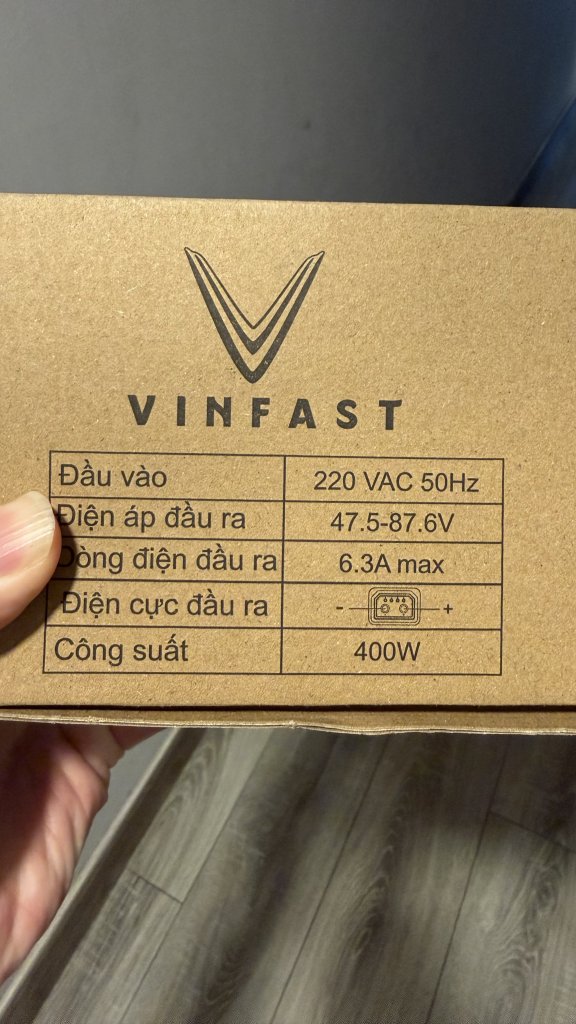 VINFAST
Đầu vào 220 VAC 50Hz
Điện áp đầu ra 47.5-87.6V
Dòng điện đầu ra 6.3A max
Điện cực đầu ra - +
Công suất 400W